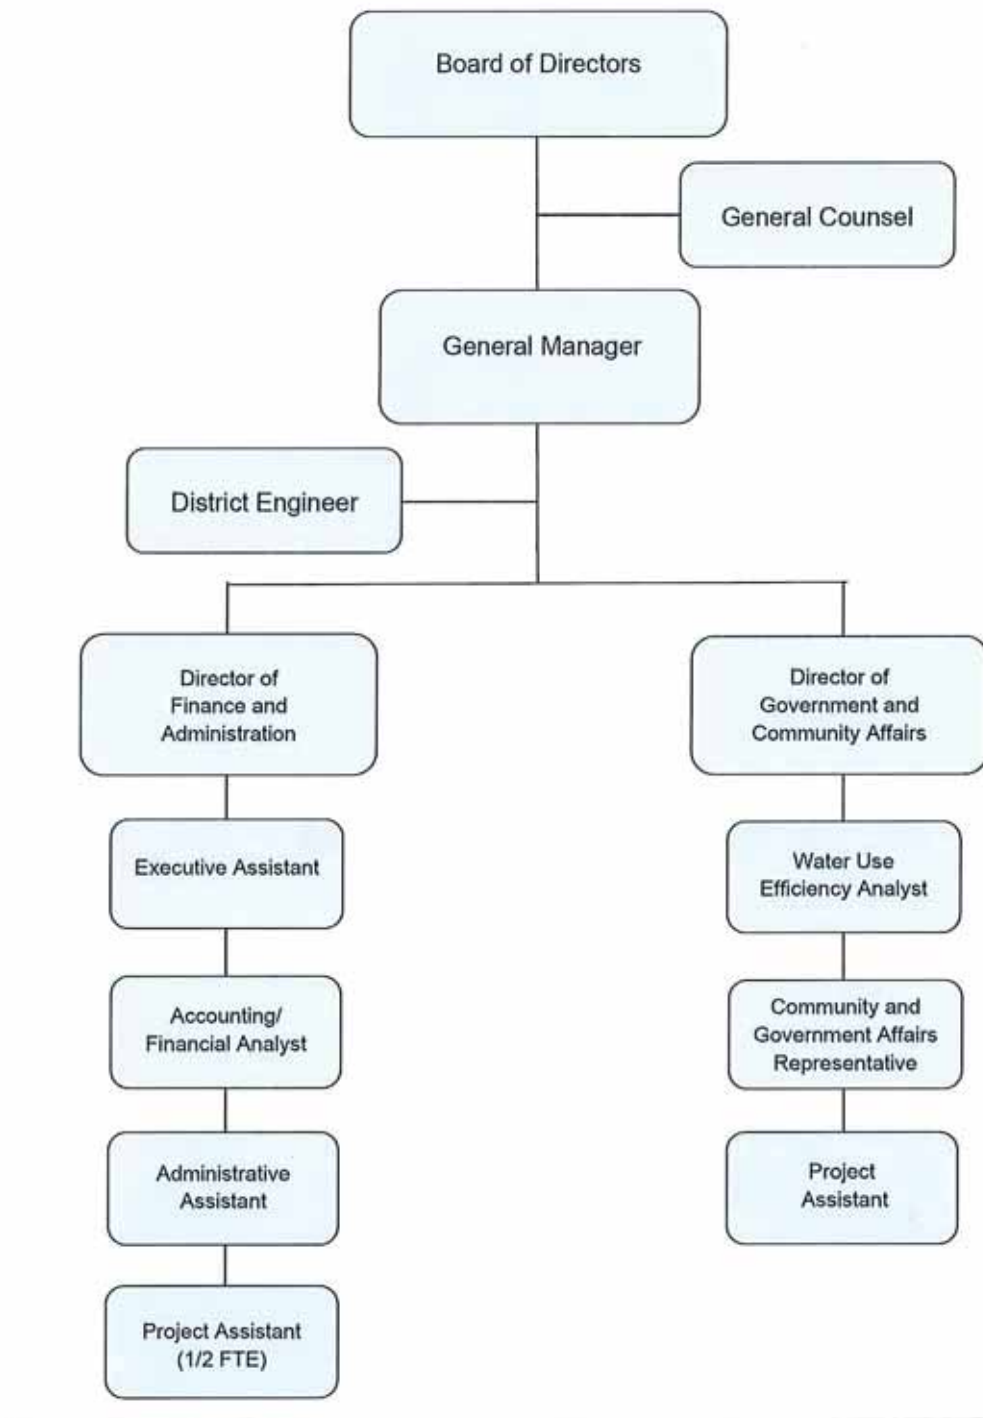 Board of Directors
General Counsel
General Manager
District Engineer
Director of
Finance and
Administration
Director of
Government and
Community Affairs
Executive Assistant
Water Use
Efficiency Analyst
Accounting/
Financial Analyst
Community and
Government Affairs
Representative
Administrative
Assistant
Project
Assistant
Project Assistant
(1/2 FTE)